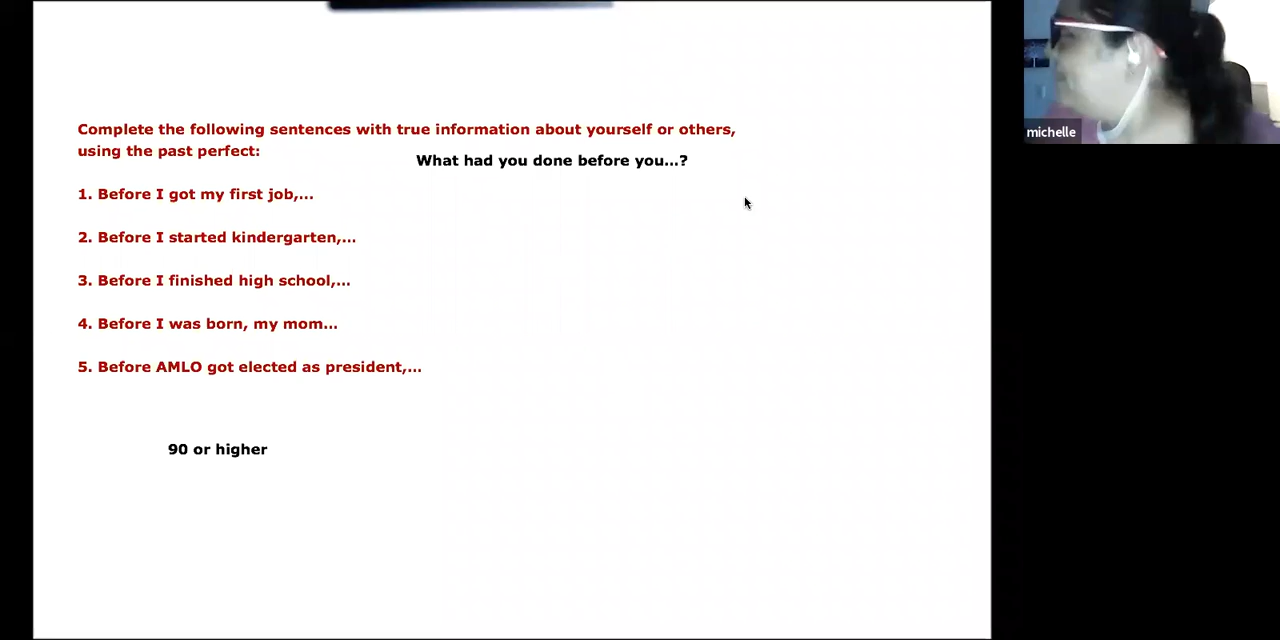 Complete the following sentences with true information about yourself or others,
using the past perfect:
What had you done before you...?
1. Before I got my first job,...
2. Before I started kindergarten,...
3. Before I finished high school,...
4. Before I was born, my mom...
5. Before AMLO got elected as president,...
90 or higher
michelle